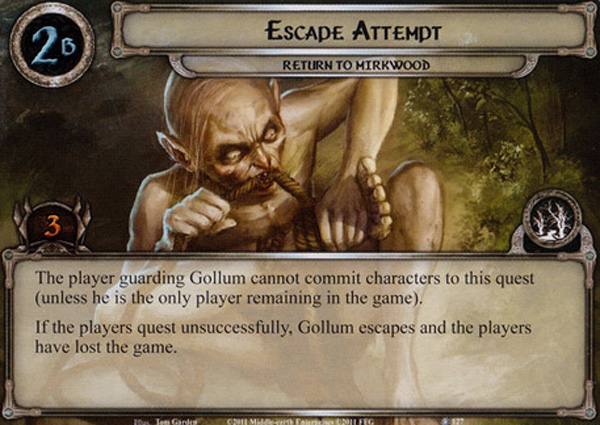 2B
Escape Attempt
Return to Mirkwood
3
The player guarding Gollum cannot commit characters to this quest
(unless he is the only player remaining in the game).
If the players quest unsuccessfully, Gollum escapes and the players
have lost the game.
Illus. Tom Garden
©2011 Middle-earth Enterprises ©2011 FFG
127